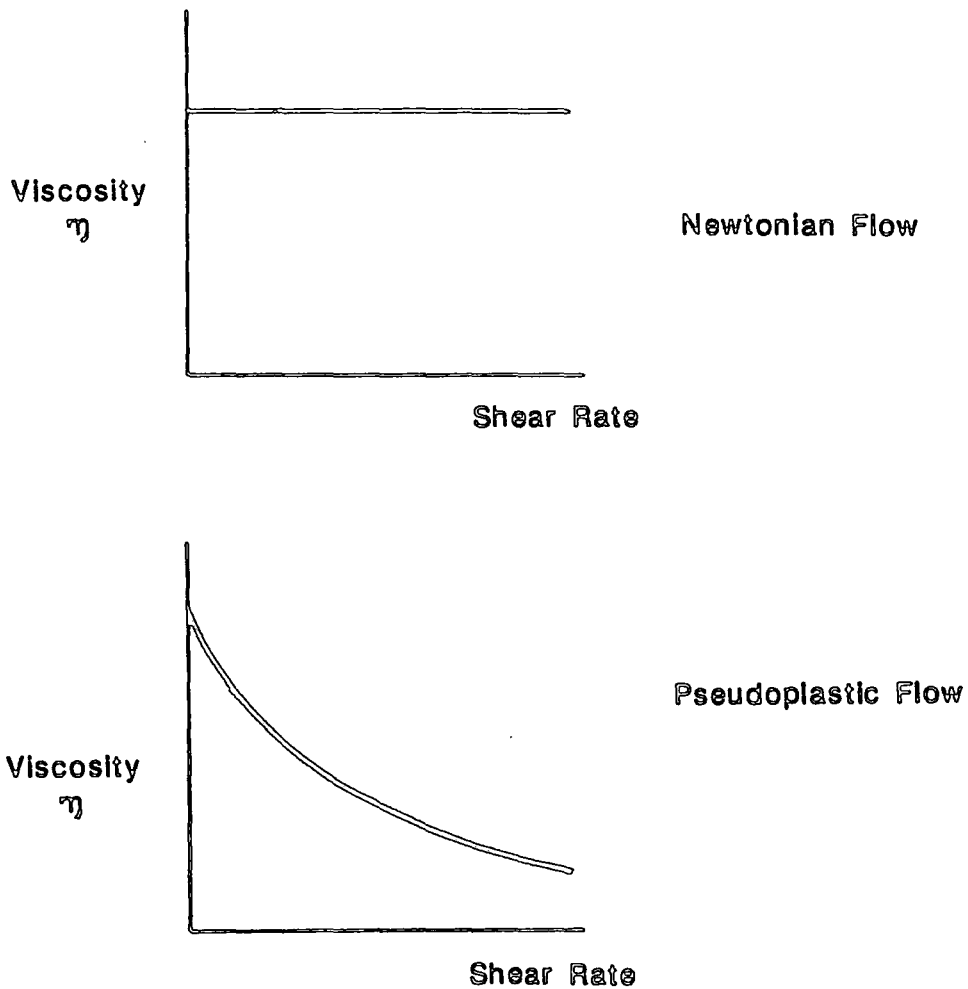 Viscosity
η
Newtonian Flow
Shear Rate
Pseudoplastic Flow
Viscosity
η
Shear Rate